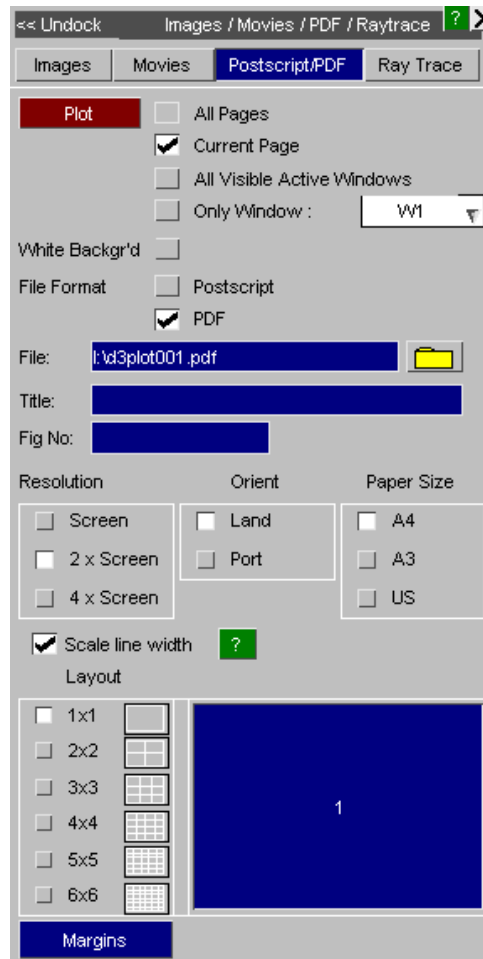 << Undock Images / Movies / PDF / Raytrace ? X
Images Movies Postscript/PDF Ray Trace
Plot All Pages
Current Page
All Visible Active Windows
Only Window : W1
White Backgr'd
File Format Postscript
PDF
File: I:\d3plot001.pdf
Title:
Fig No:
Resolution Orient Paper Size
Screen Land A4
2 x Screen Port A3
4 x Screen US
Scale line width ?
Layout
1x1
2x2
3x3
1
4x4
5x5
6x6
Margins